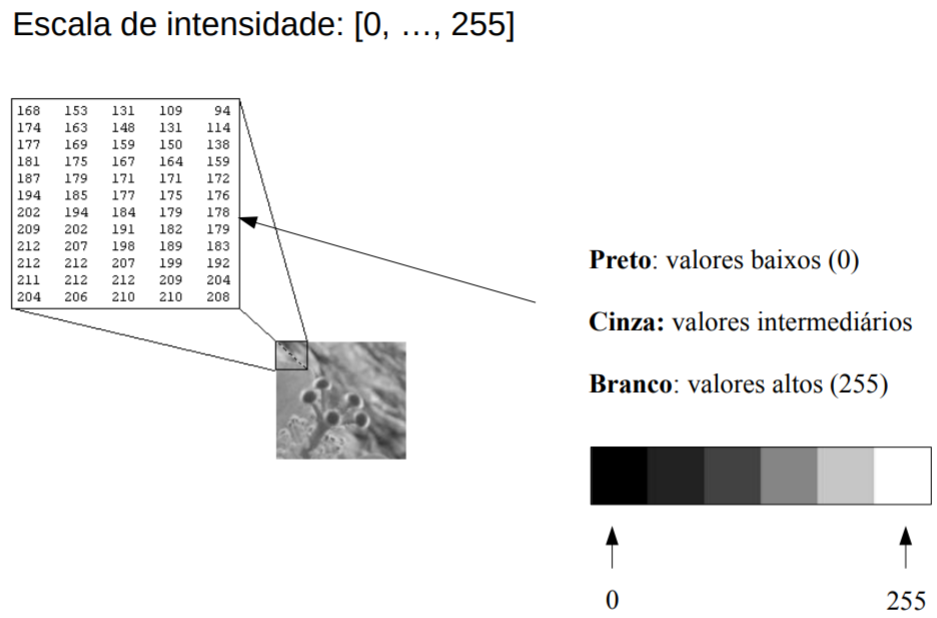 Escala de intensidade: [0, ..., 255]
168 153 131 109 94
174 163 148 131 114
177 169 159 150 138
181 175 167 164 159
187 179 171 171 172
194 185 177 175 176
202 194 184 179 178
209 202 191 182 179
212 207 198 189 183
212 212 207 199 192
211 212 212 209 204
204 206 210 210 208
Preto: valores baixos (0)
Cinza: valores intermediários
Branco: valores altos (255)
0 255